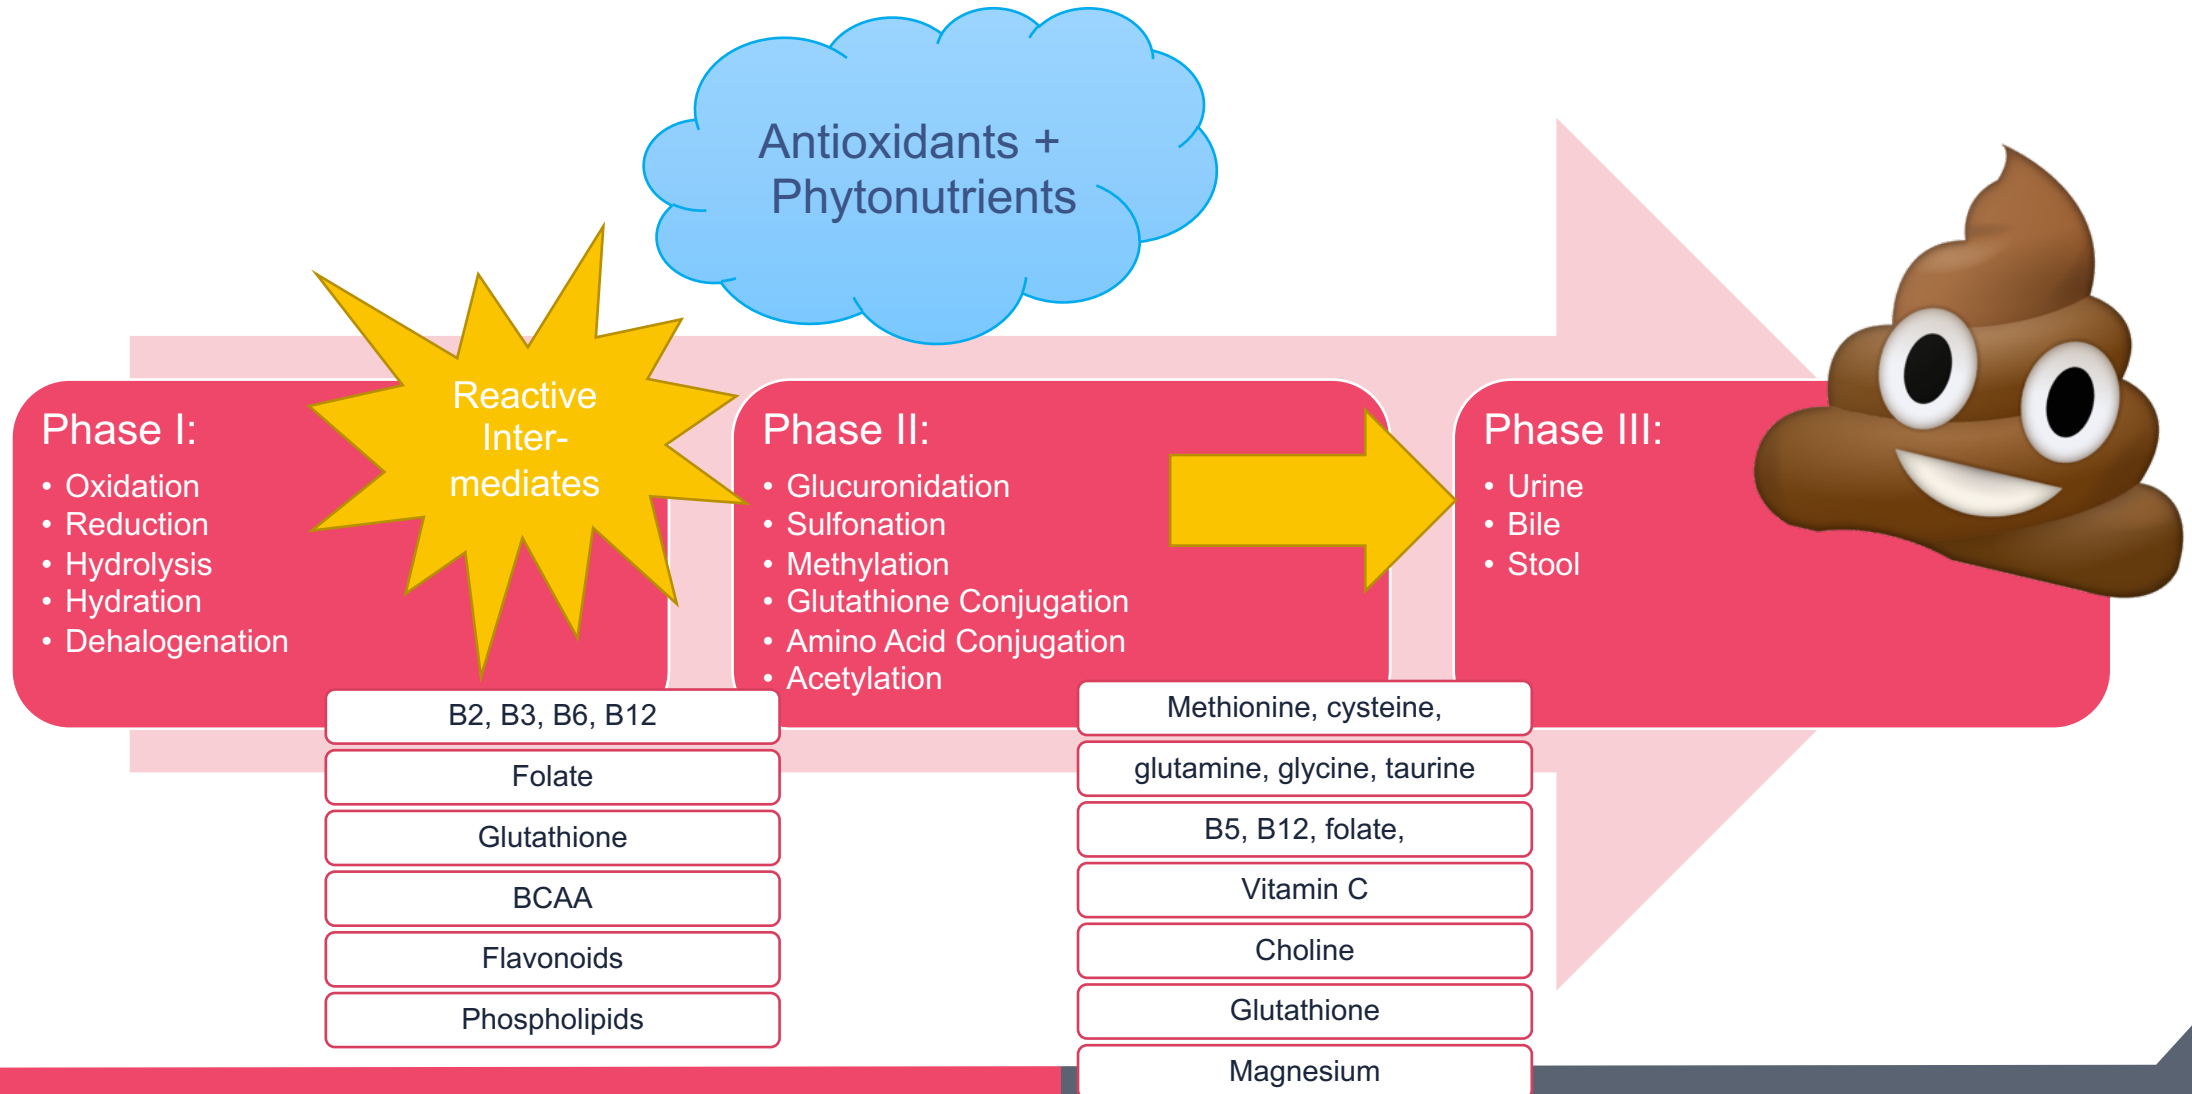 Antioxidants +
Phytonutrients
Reactive
Inter-
mediates
Phase I:
• Oxidation
• Reduction
• Hydrolysis
• Hydration
• Dehalogenation
Phase II:
• Glucuronidation
• Sulfonation
• Methylation
• Glutathione Conjugation
• Amino Acid Conjugation
• Acetylation
Phase III:
• Urine
• Bile
• Stool
B2, B3, B6, B12
Folate
Glutathione
BCAA
Flavonoids
Phospholipids
Methionine, cysteine,
glutamine, glycine, taurine
B5, B12, folate,
Vitamin C
Choline
Glutathione
Magnesium